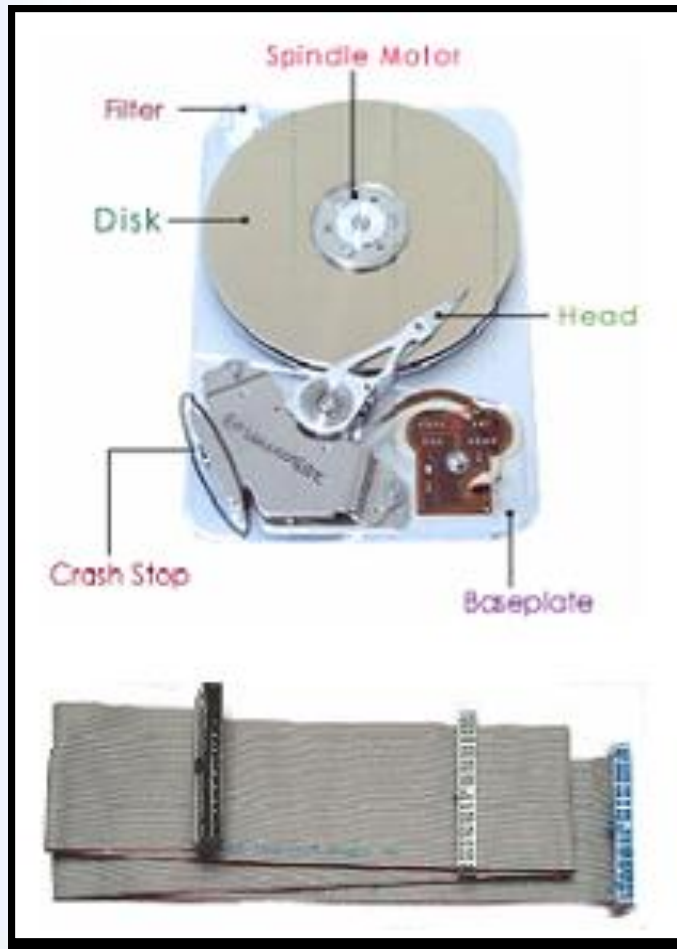 Spindle Motor
Filter
Disk
Head
Crash Stop
Baseplate